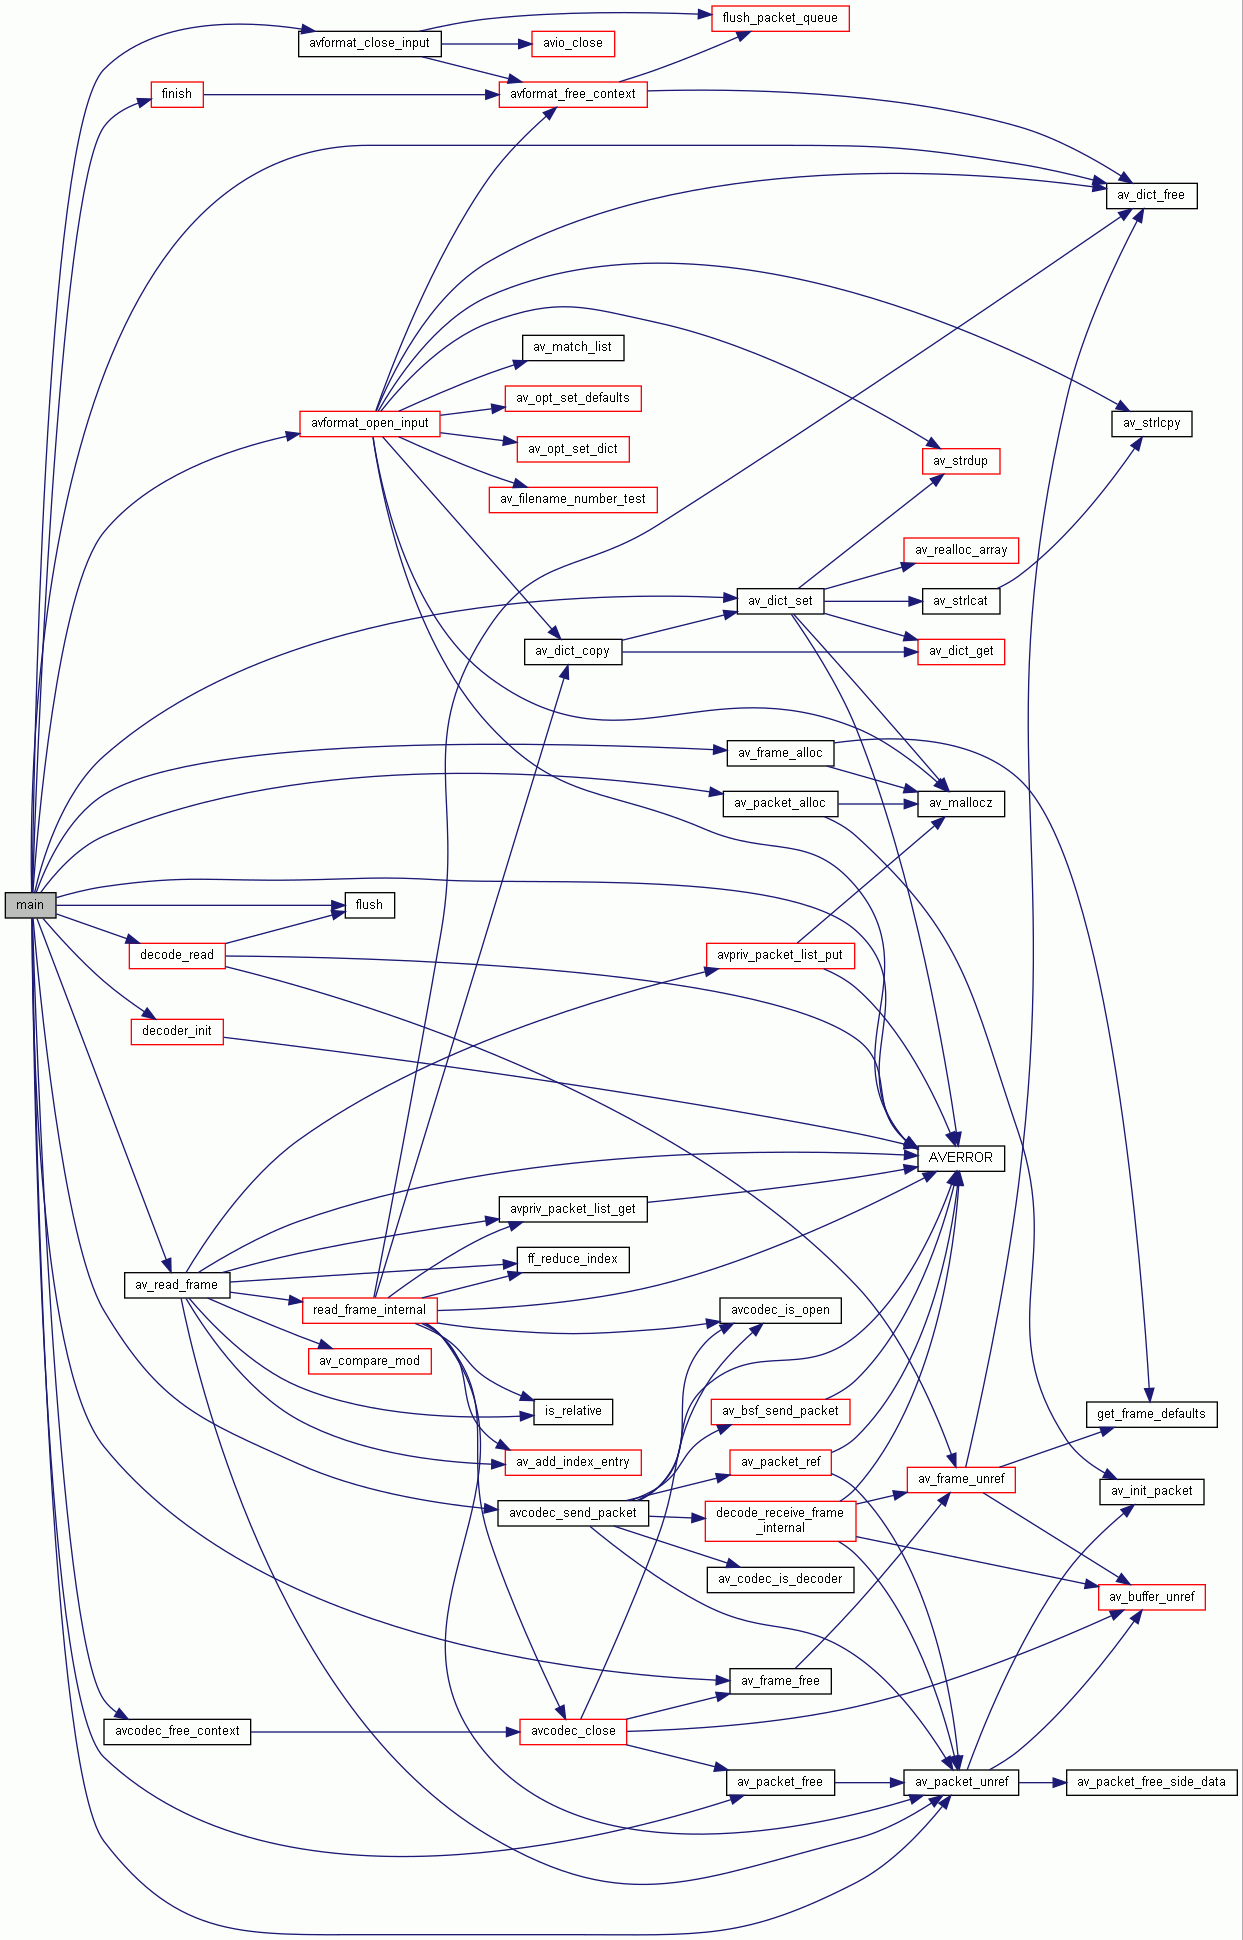 flush_packet_queue
avformat_close_input
avio_close
finish
avformat_free_context
av_dict_free
av_match_list
av_opt_set_defaults
avformat_open_input
av_strlcpy
av_opt_set_dict
av_strdup
av_filename_number_test
av_realloc_array
av_dict_set
av_strlcat
av_dict_copy
av_dict_get
av_frame_alloc
av_packet_alloc
av_mallocz
main
flush
decode_read
avpriv_packet_list_put
decoder_init
AVERROR
avpriv_packet_list_get
ff_reduce_index
av_read_frame
read_frame_internal
avcodec_is_open
av_compare_mod
is_relative
av_bsf_send_packet
get_frame_defaults
av_add_index_entry
av_packet_ref
av_frame_unref
av_init_packet
avcodec_send_packet
decode_receive_frame
_internal
av_codec_is_decoder
av_buffer_unref
av_frame_free
avcodec_free_context
avcodec_close
av_packet_free
av_packet_unref
av_packet_free_side_data